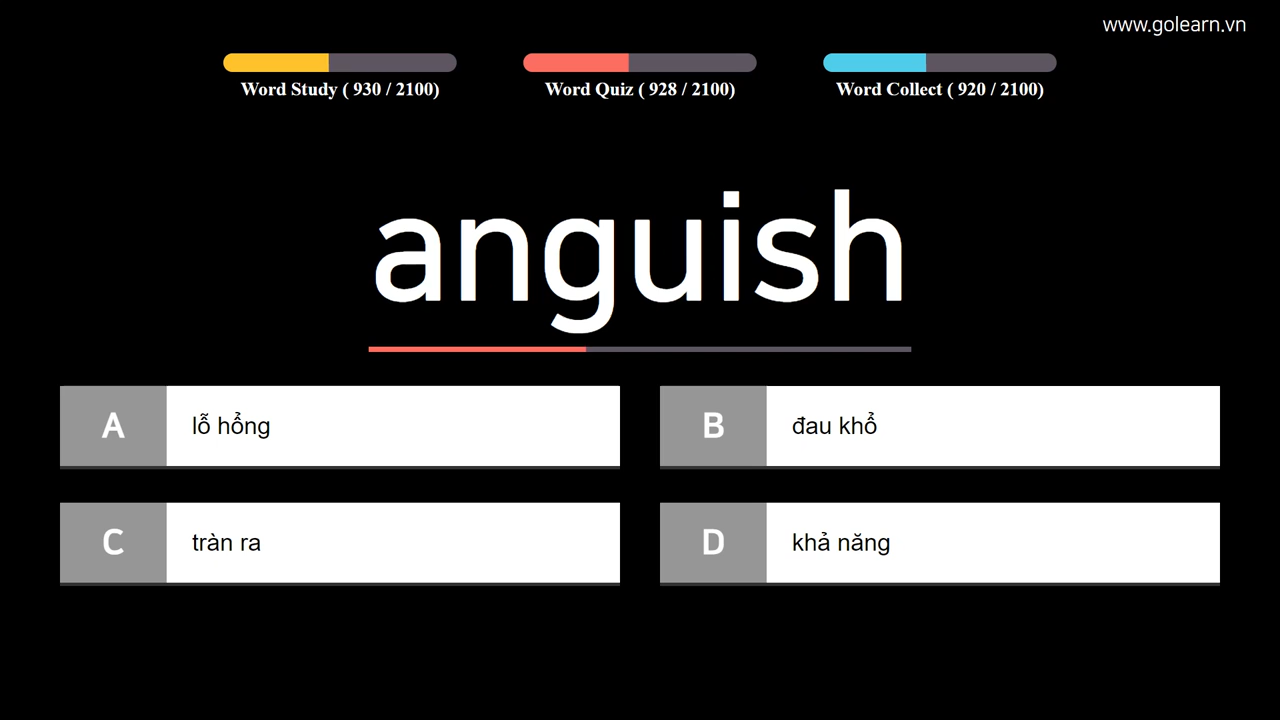 www.golearn.vn
Word Study ( 930 / 2100)
Word Quiz ( 928 / 2100)
Word Collect ( 920 / 2100)
anguish
A lỗ hổng
B đau khổ
C tràn ra
D khả năng